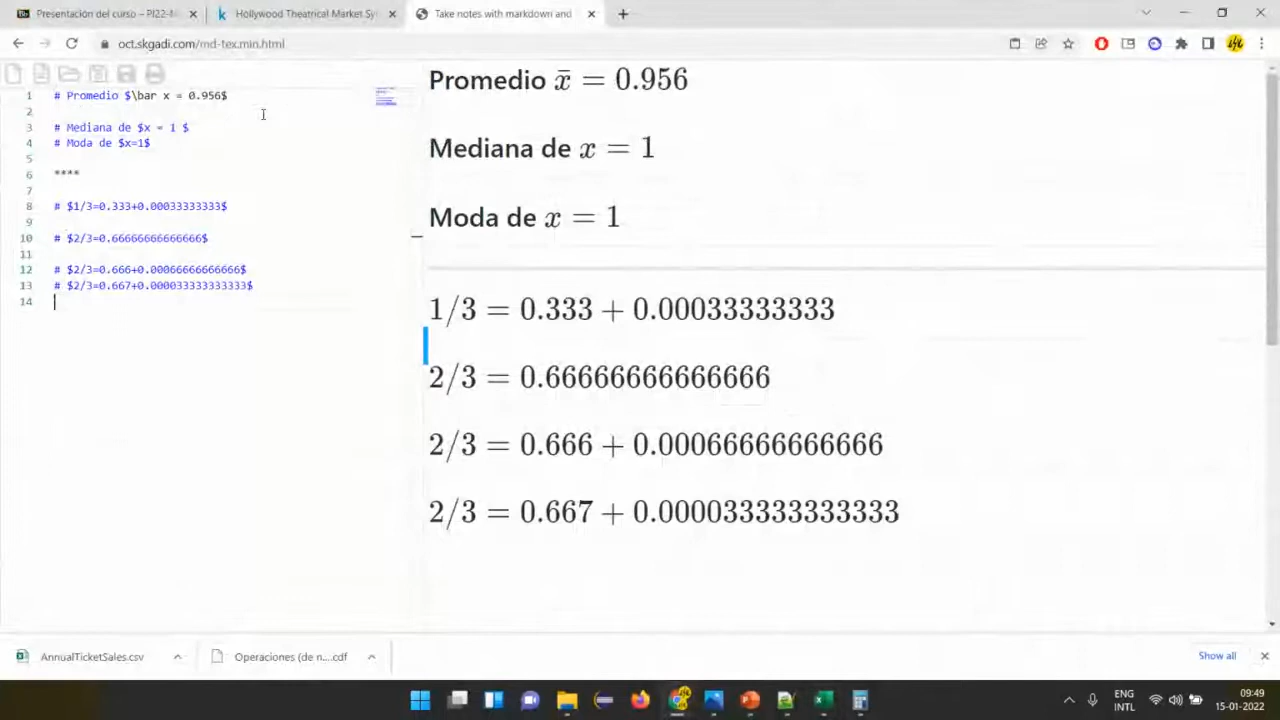 Presentación del curso – PI22-M
Hollywood Theatrical Market Sy
Take notes with markdown and
oct.skgadi.com/md-tex.min.html
1 # Promedio $\bar x = 0.956$
2
3 # Mediana de $x = 1 $
4 # Moda de $x=1$
5
6 ****
7
8 # $1/3=0.333+0.00033333333$
9
10 # $2/3=0.66666666666666$
11
12 # $2/3=0.666+0.00066666666666$
13 # $2/3=0.667+0.000033333333333$
14
Promedio x̄ = 0.956
Mediana de x = 1
Moda de x = 1
1/3 = 0.333 + 0.00033333333
2/3 = 0.66666666666666
2/3 = 0.666 + 0.00066666666666
2/3 = 0.667 + 0.000033333333333
AnnualTicketSales.csv
Operaciones (de n....cdf
Show all
ENG
INTL
09:49
15-01-2022